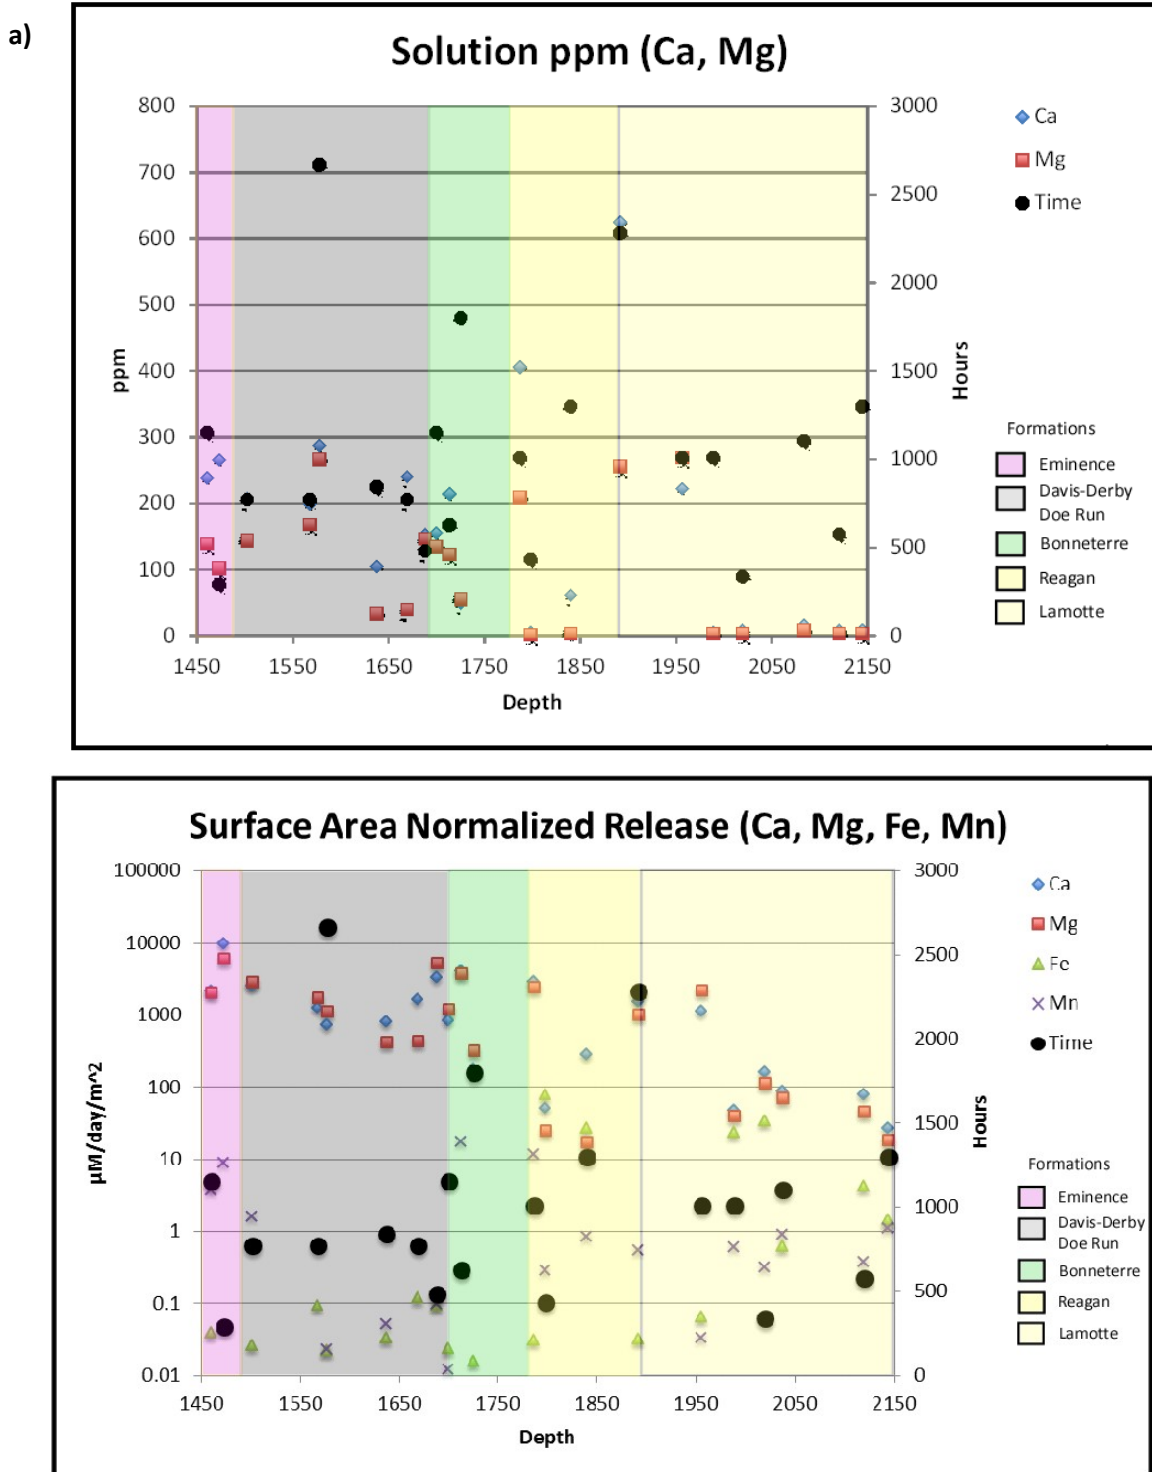 a)
Solution ppm (Ca, Mg)
800
700
600
500
400
300
200
100
0
ppm
3000
2500
2000
1500
1000
500
0
Hours
1450 1550 1650 1750 1850 1950 2050 2150
Depth
Ca
Mg
Time
Formations
Eminence
Davis-Derby
Doe Run
Bonneterre
Reagan
Lamotte
Surface Area Normalized Release (Ca, Mg, Fe, Mn)
100000
10000
1000
100
10
1
0.1
0.01
µM/day/m^2
3000
2500
2000
1500
1000
500
0
Hours
1450 1550 1650 1750 1850 1950 2050 2150
Depth
Ca
Mg
Fe
Mn
Time
Formations
Eminence
Davis-Derby
Doe Run
Bonneterre
Reagan
Lamotte